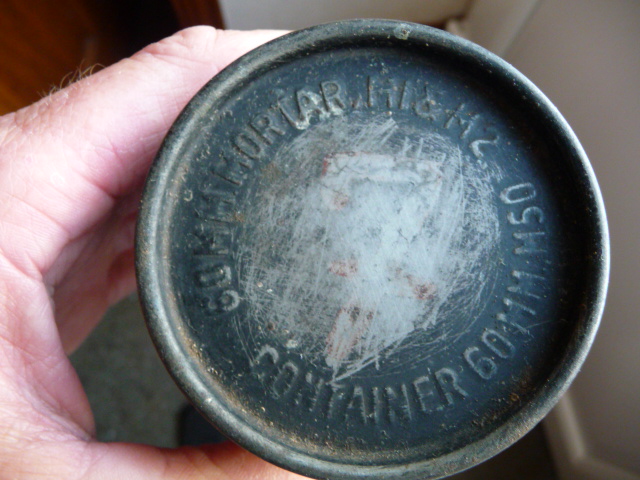 60MM MORTAR, M1 & M2
CONTAINER 60MM. M50